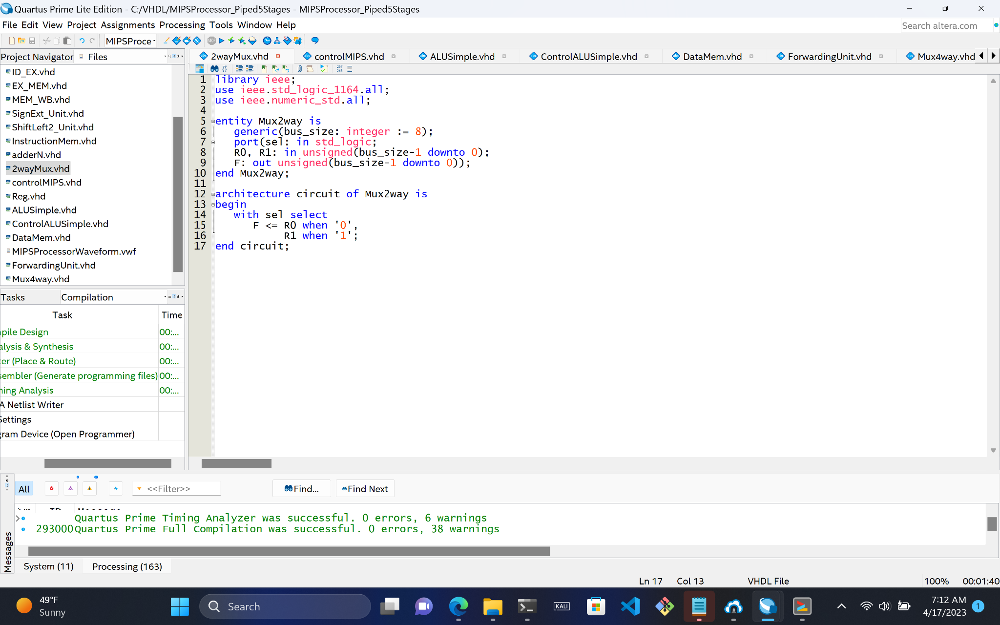 Quartus Prime Lite Edition - C:/VHDL/MIPSProcessor_Piped5Stages - MIPSProcessor_Piped5Stages
File Edit View Project Assignments Processing Tools Window Help
Search altera.com
MIPSProce
Project Navigator Files
2wayMux.vhd controlMIPS.vhd ALUSimple.vhd ControlALUSimple.vhd DataMem.vhd ForwardingUnit.vhd Mux4way.vhd
ID_EX.vhd
EX_MEM.vhd
MEM_WB.vhd
SignExt_Unit.vhd
ShiftLeft2_Unit.vhd
InstructionMem.vhd
adderN.vhd
2wayMux.vhd
controlMIPS.vhd
Reg.vhd
ALUSimple.vhd
ControlALUSimple.vhd
DataMem.vhd
MIPSProcessorWaveform.vwf
ForwardingUnit.vhd
Mux4way.vhd
267
268
1 library ieee;
2 use ieee.std_logic_1164.all;
3 use ieee.numeric_std.all;
4
5 entity Mux2way is
6 generic(bus_size: integer := 8);
7 port(sel: in std_logic;
8 R0, R1: in unsigned(bus_size-1 downto 0);
9 F: out unsigned(bus_size-1 downto 0));
10 end Mux2way;
11
12 architecture circuit of Mux2way is
13 begin
14 with sel select
15 F <= R0 when '0',
16 R1 when '1';
17 end circuit;
Tasks Compilation
Task Time
pile Design 00:...
alysis & Synthesis 00:...
ter (Place & Route) 00:...
sembler (Generate programming files) 00:...
ning Analysis 00:...
A Netlist Writer
Settings
gram Device (Open Programmer)
All <<Filter>> Find... Find Next
Quartus Prime Timing Analyzer was successful. 0 errors, 6 warnings
293000 Quartus Prime Full Compilation was successful. 0 errors, 38 warnings
Messages
System (11) Processing (163)
Ln 17 Col 13 VHDL File 100% 00:01:40
49°F
Sunny
Search
KALI
7:12 AM
4/17/2023
1